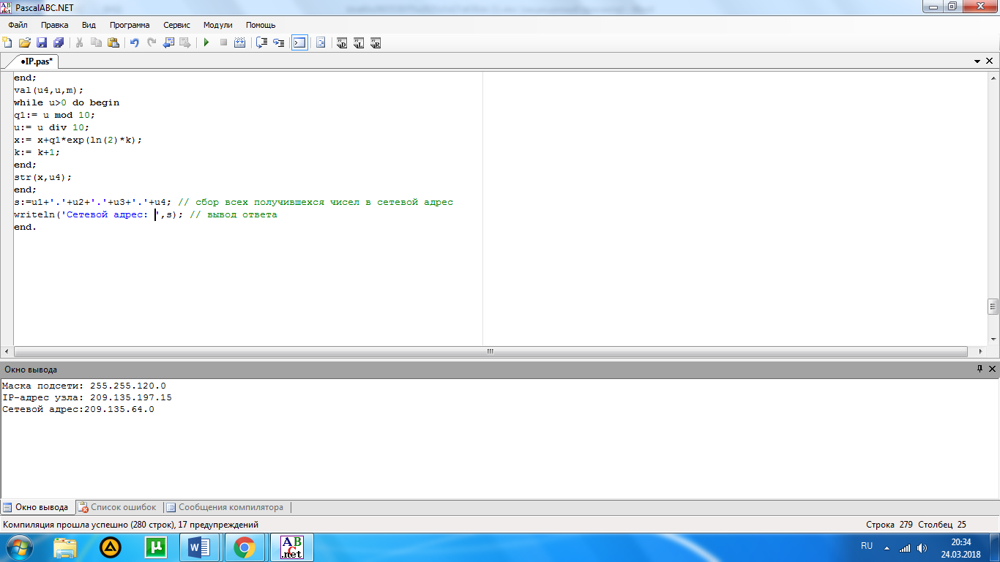 PascalABC.NET
Файл Правка Вид Программа Сервис Модули Помощь
•IP.pas*
end;
val(u4,u,m);
while u>0 do begin
q1:= u mod 10;
u:= u div 10;
x:= x+q1*exp(ln(2)*k);
k:= k+1;
end;
str(x,u4);
end;
s:=u1+'.'+u2+'.'+u3+'.'+u4; // сбор всех получившехся чисел в сетевой адрес
writeln('Сетевой адрес: ',s); // вывод ответа
end.
Окно вывода
Маска подсети: 255.255.120.0
IP-адрес узла: 209.135.197.15
Сетевой адрес:209.135.64.0
Окно вывода Список ошибок Сообщения компилятора
Компиляция прошла успешно (280 строк), 17 предупреждений Строка 279 Столбец 25
RU 20:34
24.03.2018